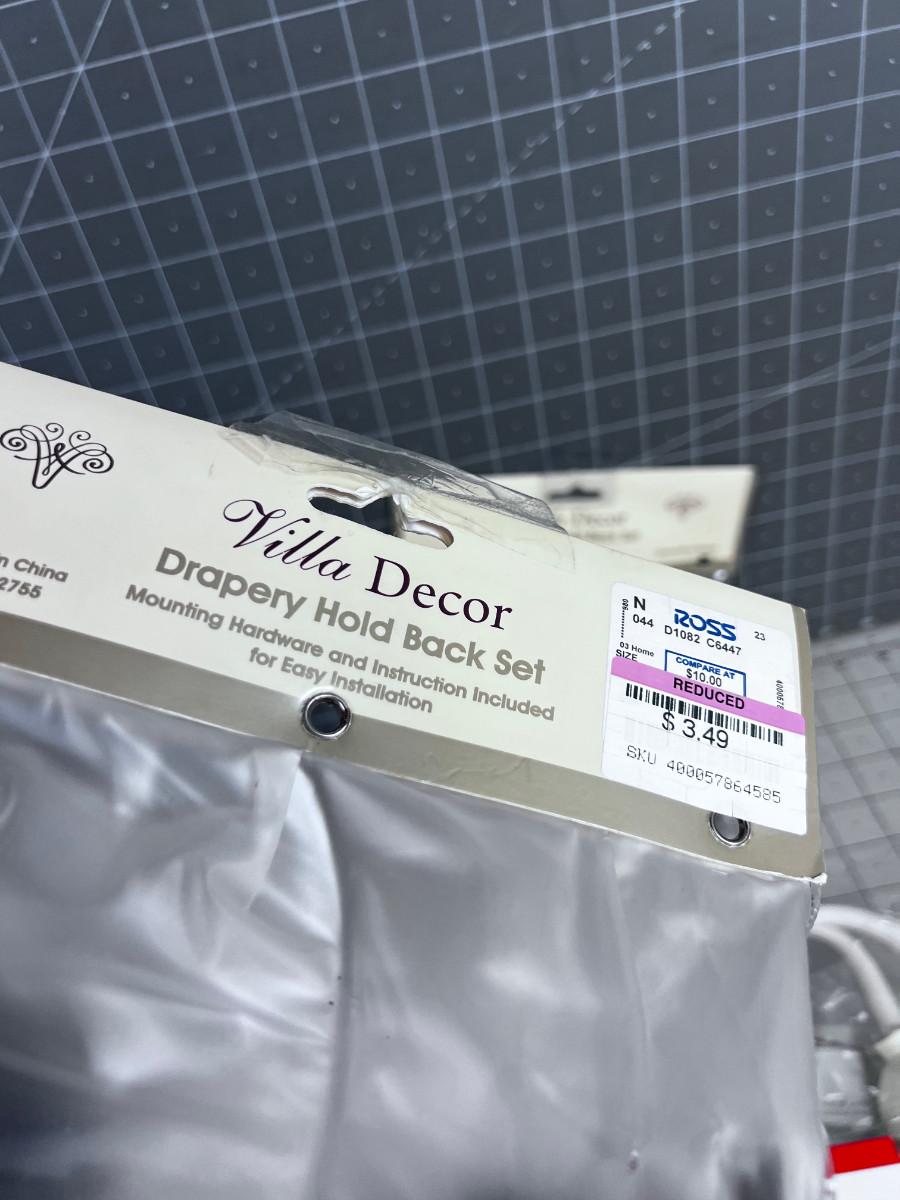 Villa Decor
Drapery Hold Back Set
Mounting Hardware and Instruction Included
for Easy Installation
China
2755
N
ROSS
23
044 D1082 C6447
03 Home
SIZE
COMPARE AT
$10.00
REDUCED
$3.49
SKU 400057864585
Decor